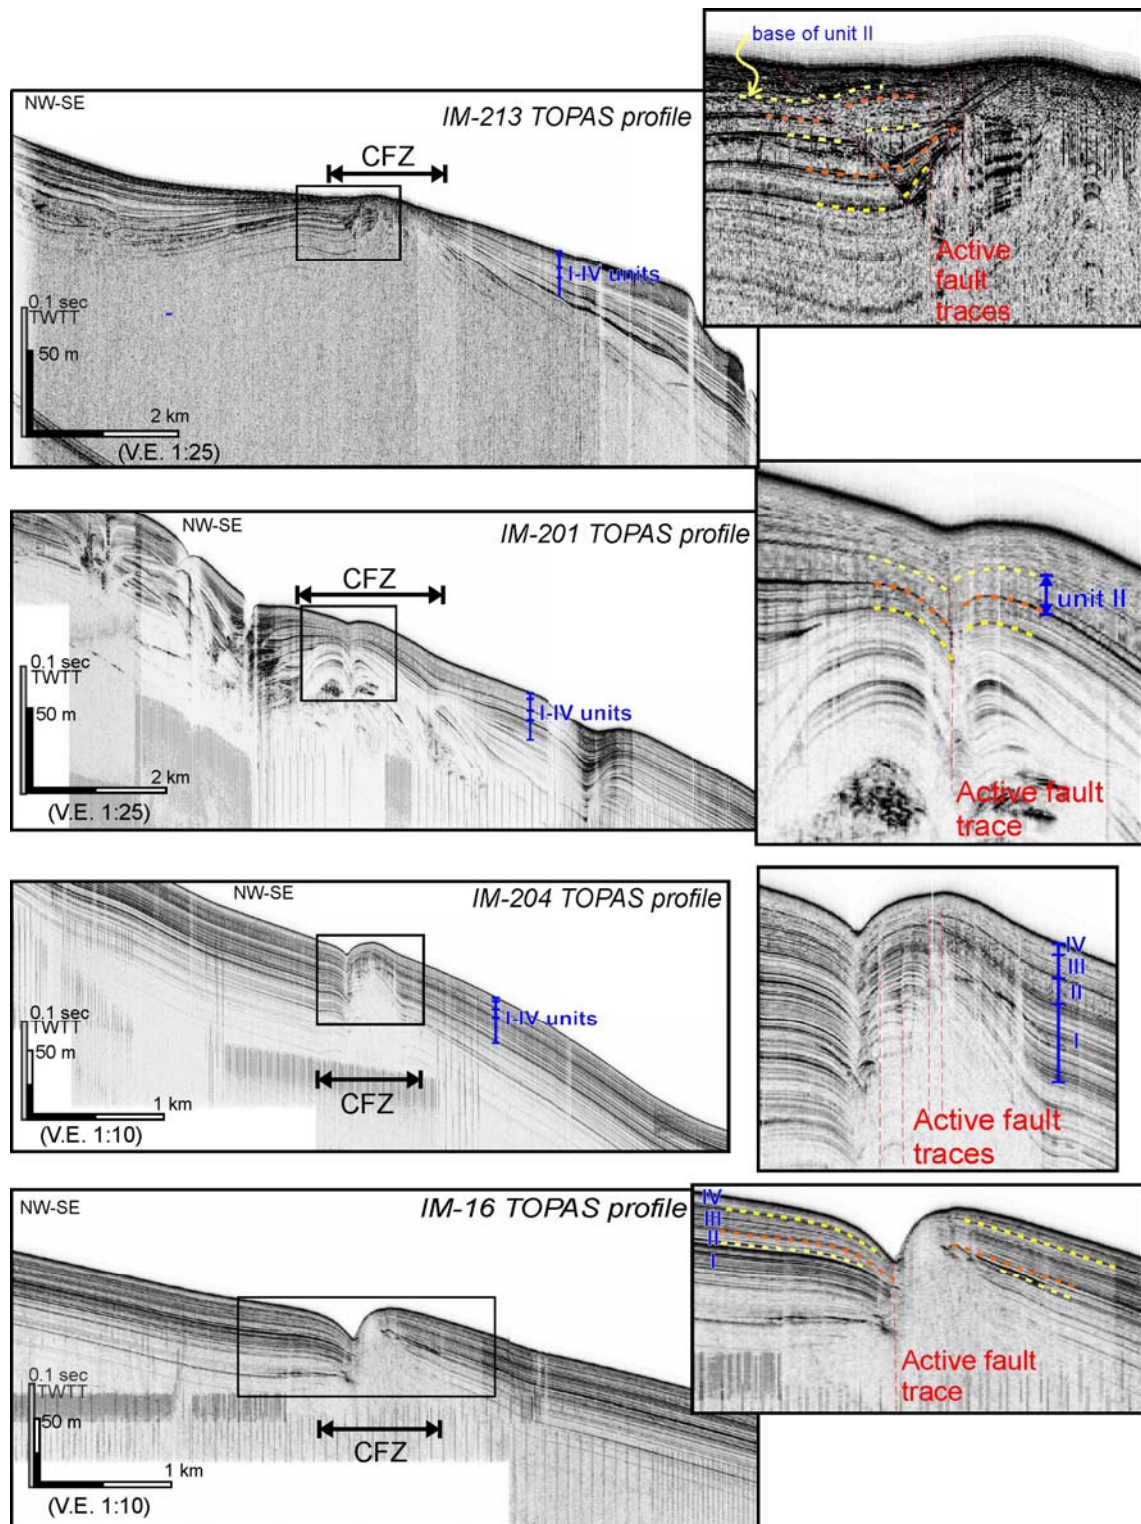 base of unit II
NW-SE
IM-213 TOPAS profile
CFZ
I-IV units
0.1 sec
TWTT
50 m
2 km
(V.E. 1:25)
Active
fault
traces
NW-SE
IM-201 TOPAS profile
CFZ
unit II
0.1 sec
TWTT
50 m
I-IV units
2 km
(V.E. 1:25)
Active fault
trace
NW-SE
IM-204 TOPAS profile
IV
III
II
I
0.1 sec
TWTT
50 m
I-IV units
1 km
CFZ
(V.E. 1:10)
Active fault
traces
NW-SE
IM-16 TOPAS profile
IV
III
II
I
0.1 sec
TWTT
50 m
CFZ
1 km
(V.E. 1:10)
Active fault
trace